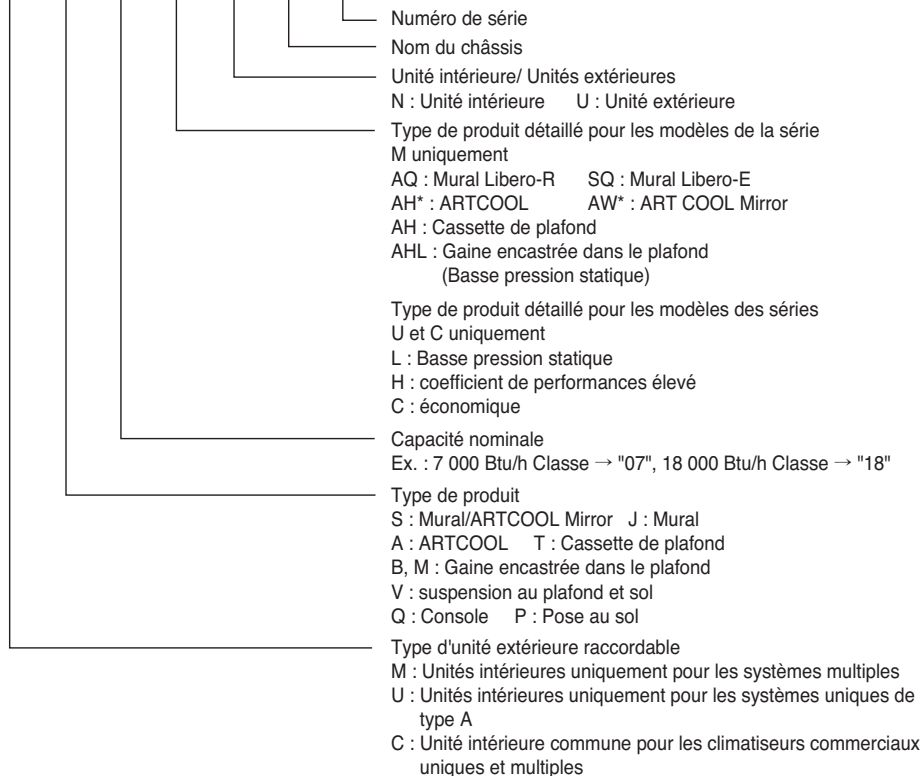 Numéro de série
Nom du châssis
Unité intérieure/ Unités extérieures
N : Unité intérieure U : Unité extérieure
Type de produit détaillé pour les modèles de la série
M uniquement
AQ : Mural Libero-R SQ : Mural Libero-E
AH* : ARTCOOL AW* : ART COOL Mirror
AH : Cassette de plafond
AHL : Gaine encastrée dans le plafond
(Basse pression statique)
Type de produit détaillé pour les modèles des séries
U et C uniquement
L : Basse pression statique
H : coefficient de performances élevé
C : économique
Capacité nominale
Ex. : 7 000 Btu/h Classe → "07", 18 000 Btu/h Classe → "18"
Type de produit
S : Mural/ARTCOOL Mirror J : Mural
A : ARTCOOL T : Cassette de plafond
B, M : Gaine encastrée dans le plafond
V : suspension au plafond et sol
Q : Console P : Pose au sol
Type d'unité extérieure raccordable
M : Unités intérieures uniquement pour les systèmes multiples
U : Unités intérieures uniquement pour les systèmes uniques de
type A
C : Unité intérieure commune pour les climatiseurs commerciaux
uniques et multiples